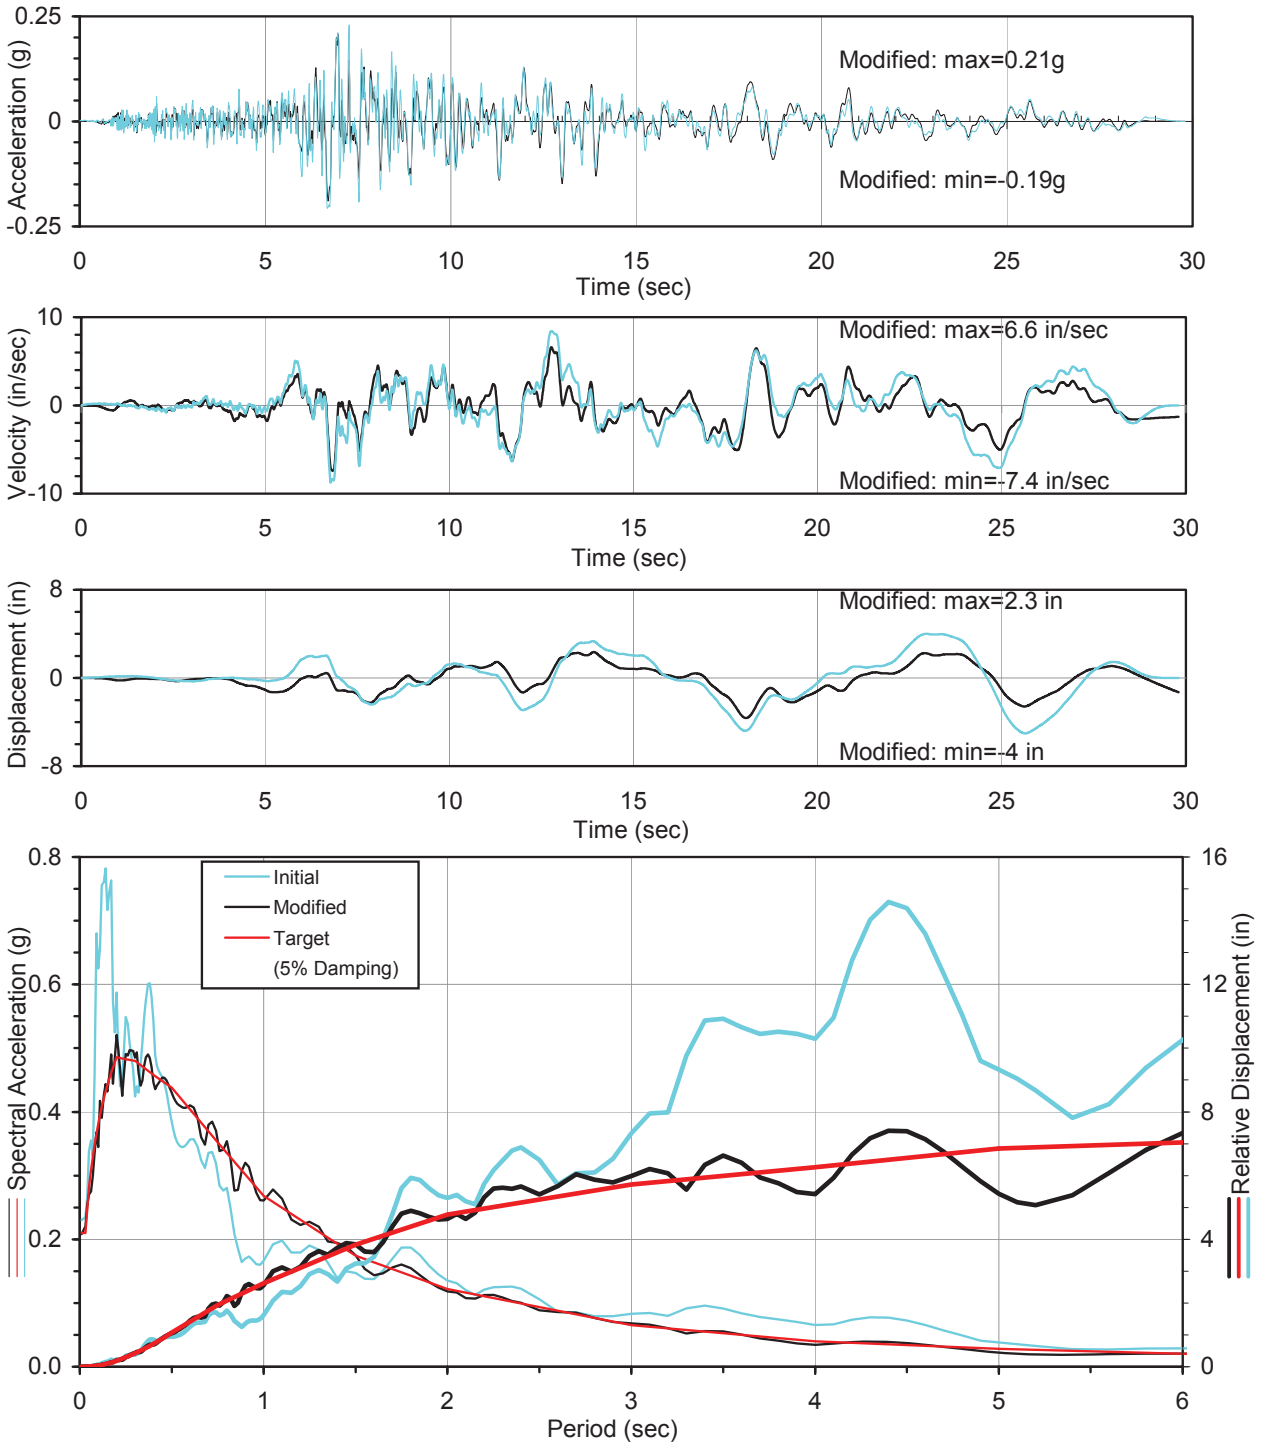 0.25
Modified: max=0.21g
0
Modified: min=-0.19g
-0.25
Acceleration (g)
0 5 10 15 20 25 30
Time (sec)
10
Modified: max=6.6 in/sec
0
Modified: min=-7.4 in/sec
-10
Velocity (in/sec)
0 5 10 15 20 25 30
Time (sec)
8
Modified: max=2.3 in
0
Modified: min=-4 in
-8
Displacement (in)
0 5 10 15 20 25 30
Time (sec)
0.8 16
Initial
Modified
Target
(5% Damping)
0.6 12
0.4 8
0.2 4
0.0 0
Spectral Acceleration (g)
Relative Displacement (in)
0 1 2 3 4 5 6
Period (sec)